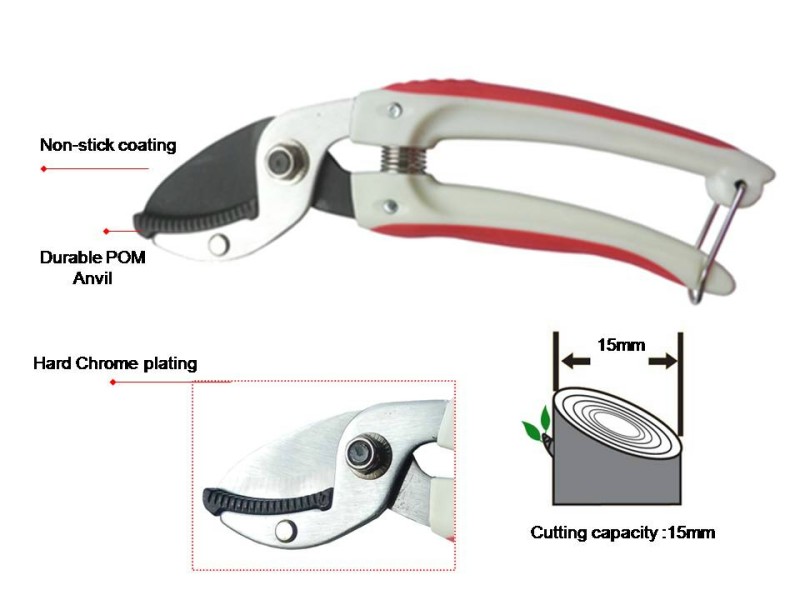 Non-stick coating
Durable POM
Anvil
Hard Chrome plating
15mm
Cutting capacity :15mm